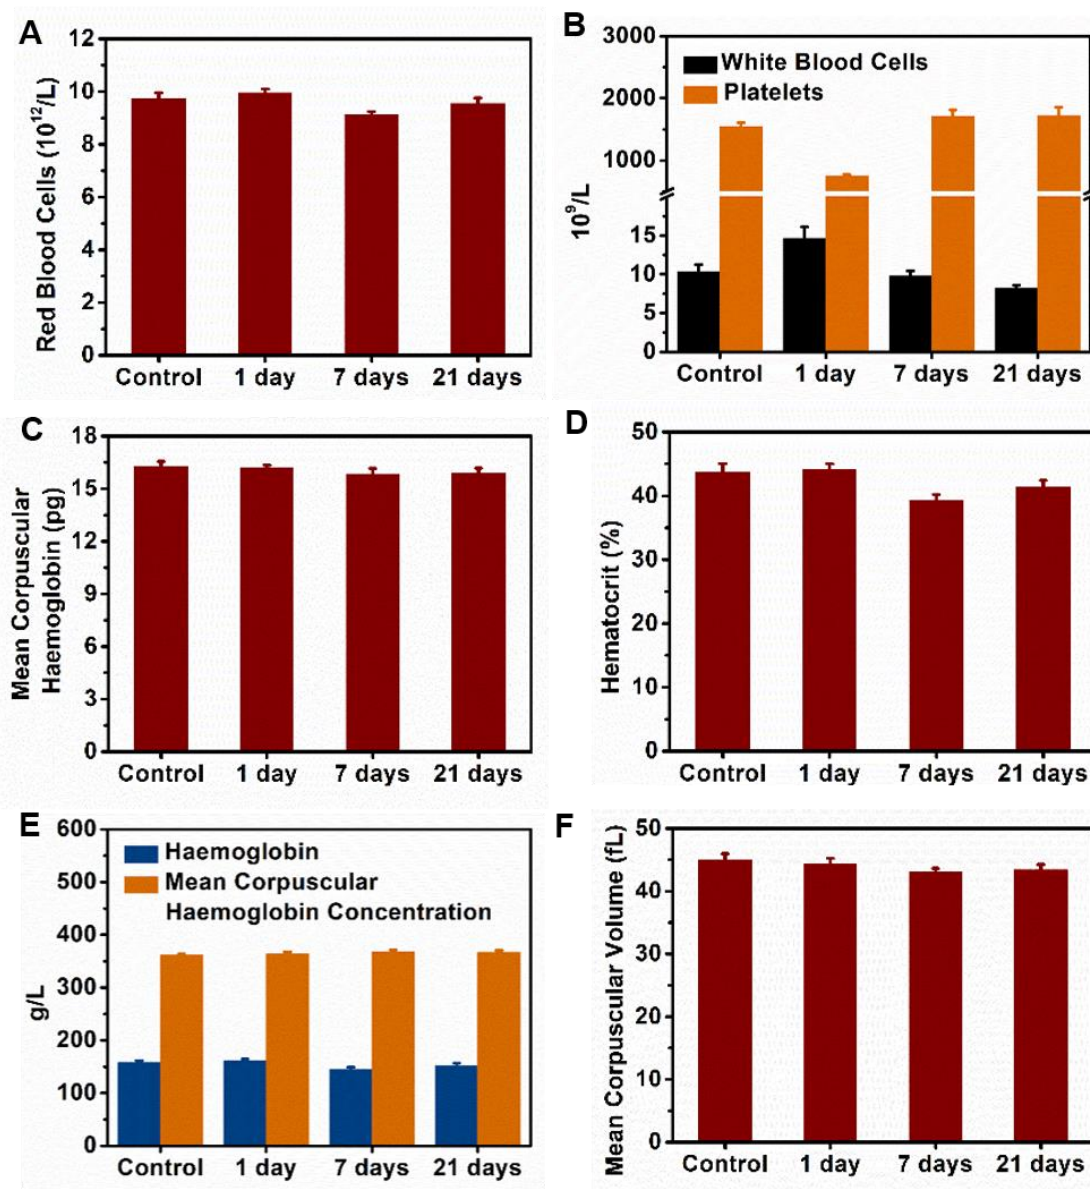 A
Red Blood Cells (10¹²/L)
12
10
8
6
4
2
0
Control 1 day 7 days 21 days
B
10⁹/L
3000
2000
1000
15
10
5
0
White Blood Cells
Platelets
Control 1 day 7 days 21 days
C
Mean Corpuscular
Haemoglobin (pg)
18
15
12
9
6
3
0
Control 1 day 7 days 21 days
D
Hematocrit (%)
50
40
30
20
10
0
Control 1 day 7 days 21 days
E
g/L
600
500
400
300
200
100
0
Haemoglobin
Mean Corpuscular
Haemoglobin Concentration
Control 1 day 7 days 21 days
F
Mean Corpuscular Volume (fL)
50
40
30
20
10
0
Control 1 day 7 days 21 days